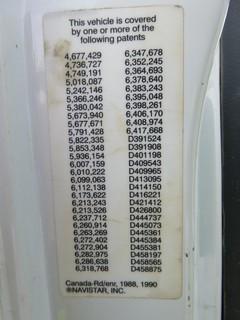 This vehicle is covered
by one or more of the
following patents
4,677,429 6,347,678
4,736,727 6,352,245
4,749,191 6,364,693
5,018,087 6,378,640
5,242,146 6,383,243
5,366,246 6,395,048
5,380,042 6,398,261
5,673,940 6,406,170
5,677,671 6,408,974
5,791,428 6,417,668
5,822,335 D391524
5,853,348 D391908
5,936,154 D401198
6,007,159 D409543
6,010,222 D409965
6,099,063 D413095
6,112,138 D414150
6,173,622 D416221
6,213,243 D421412
6,213,526 D426800
6,237,712 D444737
6,260,914 D445073
6,263,269 D445361
6,272,402 D445384
6,272,904 D455381
6,282,975 D458197
6,286,638 D458565
6,318,768 D458875
Canada-Rd/enr, 1988, 1990
®NAVISTAR, INC.